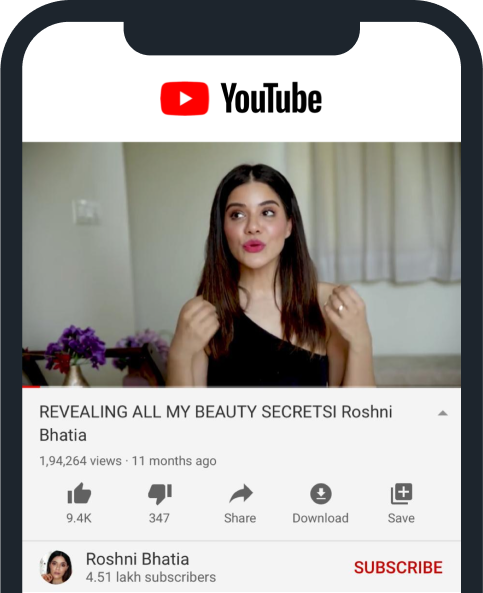 YouTube
REVEALING ALL MY BEAUTY SECRETSI Roshni
Bhatia
1,94,264 views · 11 months ago
9.4K
347
Share
Download
Save
Roshni Bhatia
4.51 lakh subscribers
SUBSCRIBE